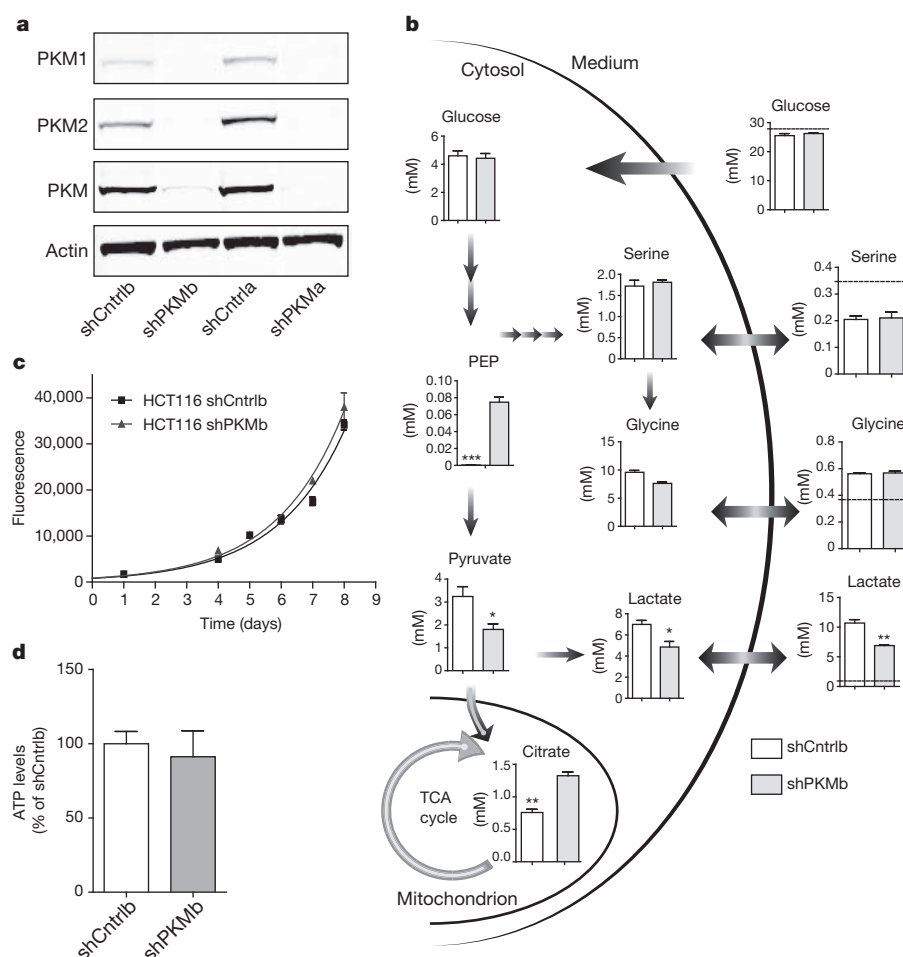 a
PKM1
PKM2
PKM
Actin
shCntrlb
shPKMb
shCntrla
shPKMa
b
Cytosol
Medium
Glucose
(mM)
6
4
2
0
Glucose
(mM)
30
20
10
0
Serine
(mM)
2.0
1.5
1.0
0.5
0
Serine
(mM)
0.4
0.3
0.2
0.1
0
PEP
(mM)
0.10
0.08
0.06
0.04
0.02
0
***
Glycine
(mM)
15
10
5
0
Glycine
(mM)
0.8
0.6
0.4
0.2
0
Pyruvate
(mM)
4
3
2
1
0
*
Lactate
(mM)
8
6
4
2
0
*
Lactate
(mM)
15
10
5
0
**
Citrate
(mM)
1.5
1.0
0.5
0.0
**
TCA
cycle
Mitochondrion
shCntrlb
shPKMb
c
HCT116 shCntrlb
HCT116 shPKMb
Fluorescence
40,000
30,000
20,000
10,000
0
0 1 2 3 4 5 6 7 8 9
Time (days)
d
ATP levels
(% of shCntrlb)
150
100
50
0
shCntrlb
shPKMb